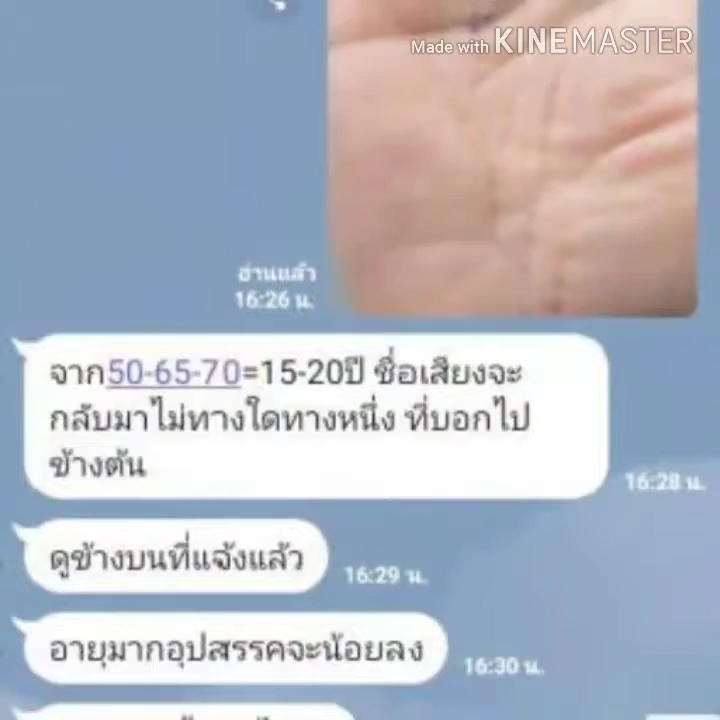 Made with KINEMASTER
อ่านแล้ว
16:26 น.
จาก50-65-70=15-20ปี ชื่อเสียงจะ
กลับมาไม่ทางใดทางหนึ่ง ที่บอกไป
ข้างต้น
16:28 น.
ดูข้างบนที่แจ้งแล้ว
16:29 น.
อายุมากอุปสรรคจะน้อยลง
16:30 น.